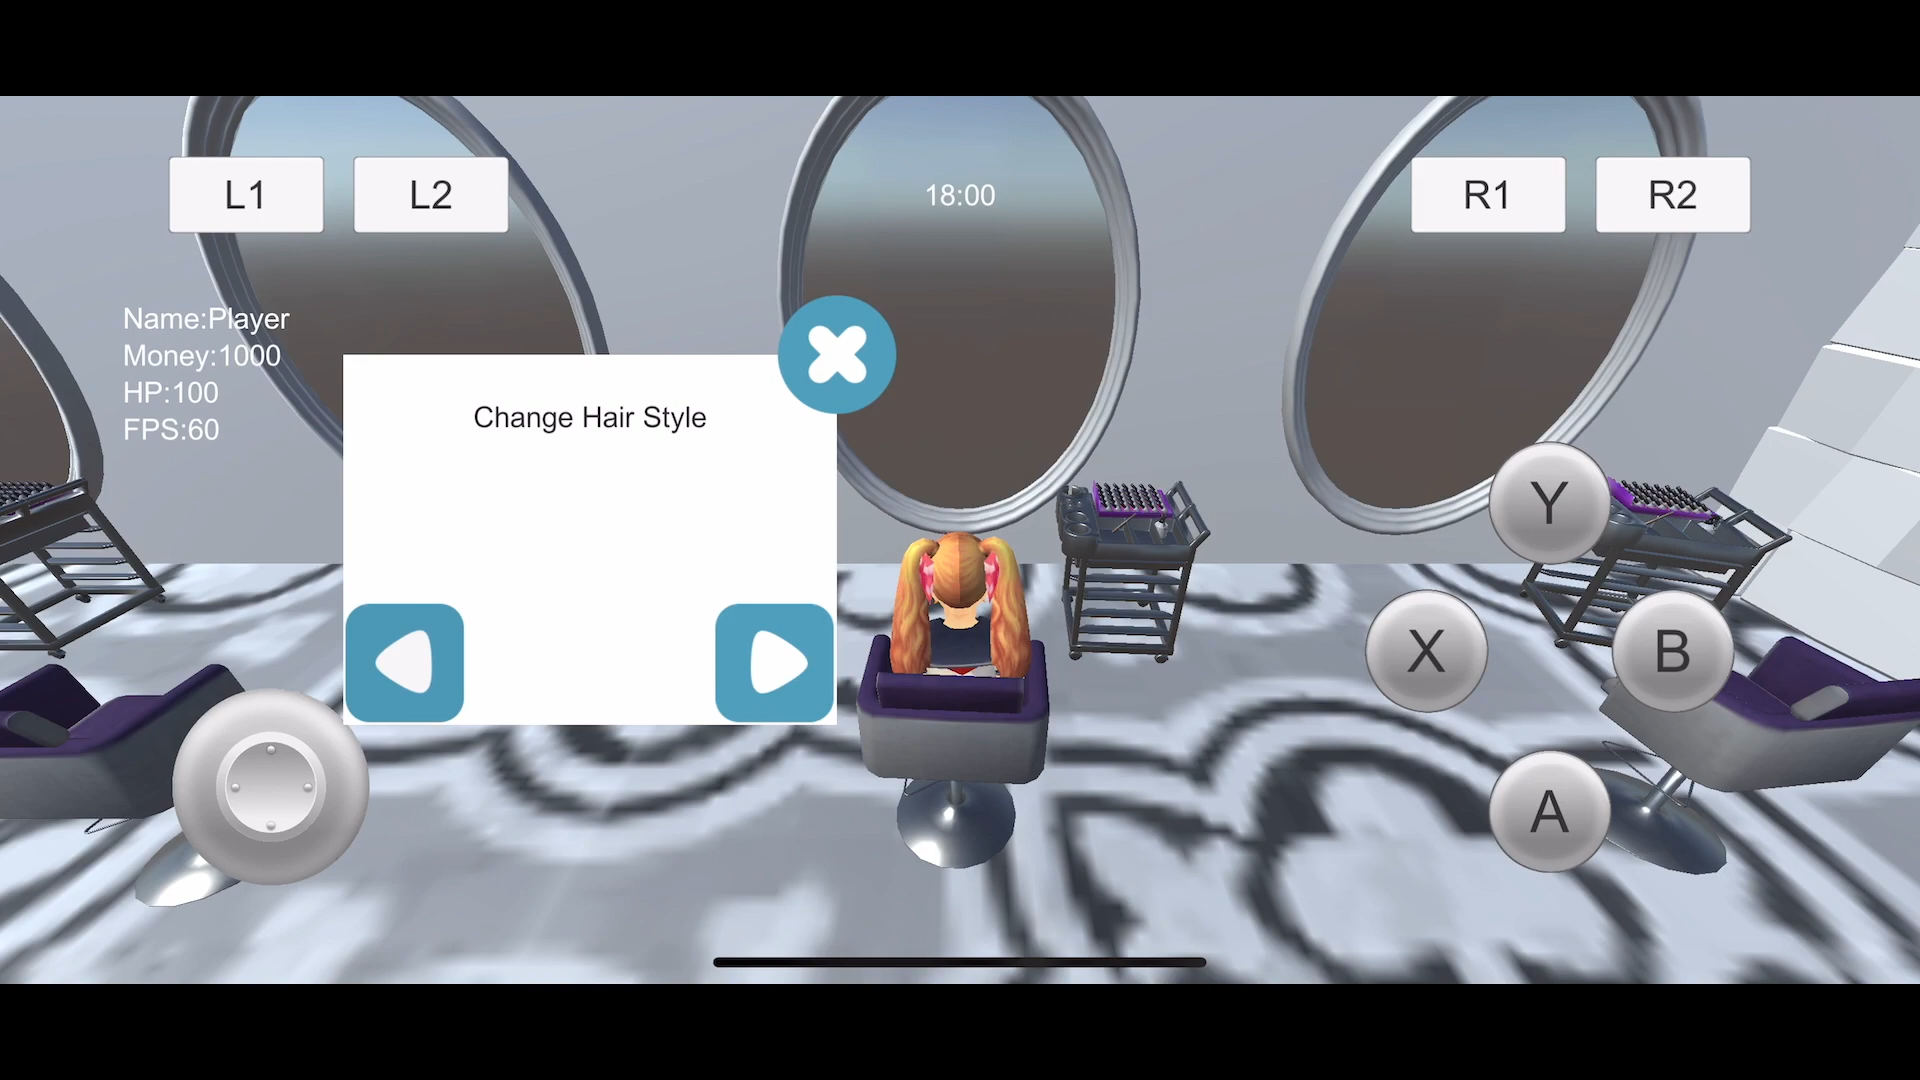 L1
L2
18:00
R1
R2
Name:Player
Money:1000
HP:100
FPS:60
Change Hair Style
Y
X
B
A